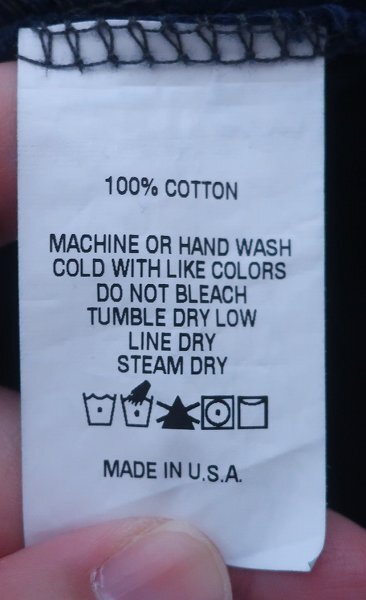 100% COTTON
MACHINE OR HAND WASH
COLD WITH LIKE COLORS
DO NOT BLEACH
TUMBLE DRY LOW
LINE DRY
STEAM DRY
MADE IN U.S.A.